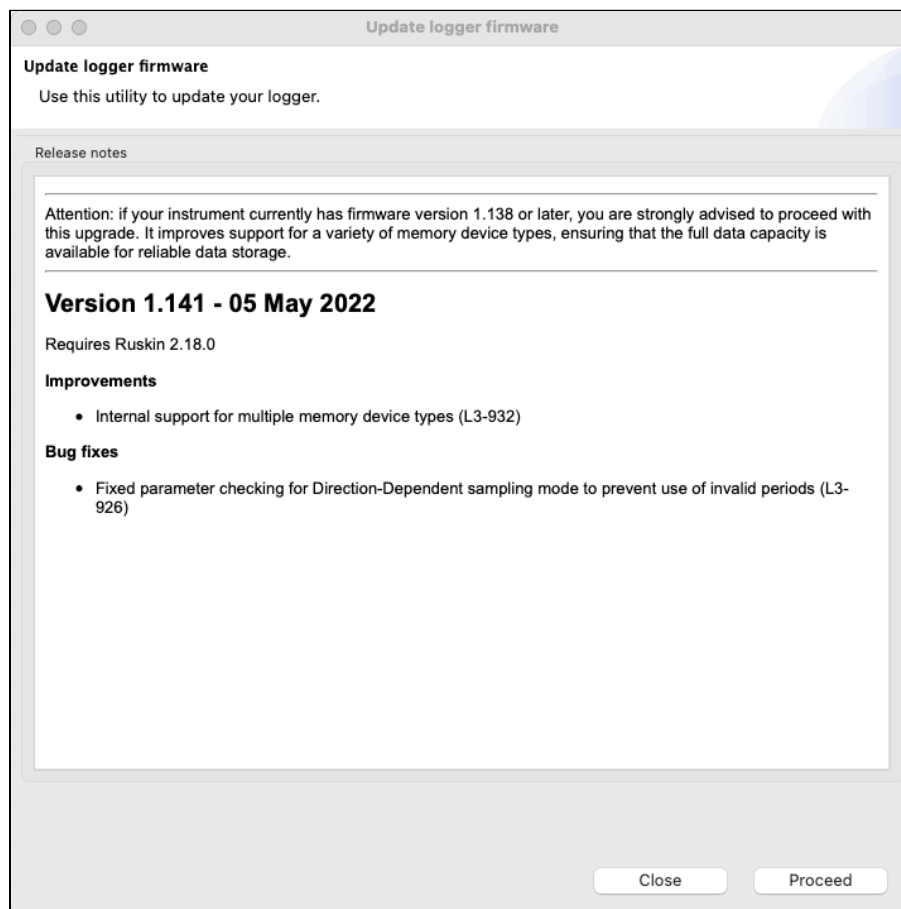 Update logger firmware
Update logger firmware
Use this utility to update your logger.
Release notes
Attention: if your instrument currently has firmware version 1.138 or later, you are strongly advised to proceed with
this upgrade. It improves support for a variety of memory device types, ensuring that the full data capacity is
available for reliable data storage.
Version 1.141 - 05 May 2022
Requires Ruskin 2.18.0
Improvements
• Internal support for multiple memory device types (L3-932)
Bug fixes
• Fixed parameter checking for Direction-Dependent sampling mode to prevent use of invalid periods (L3-
926)
Close
Proceed